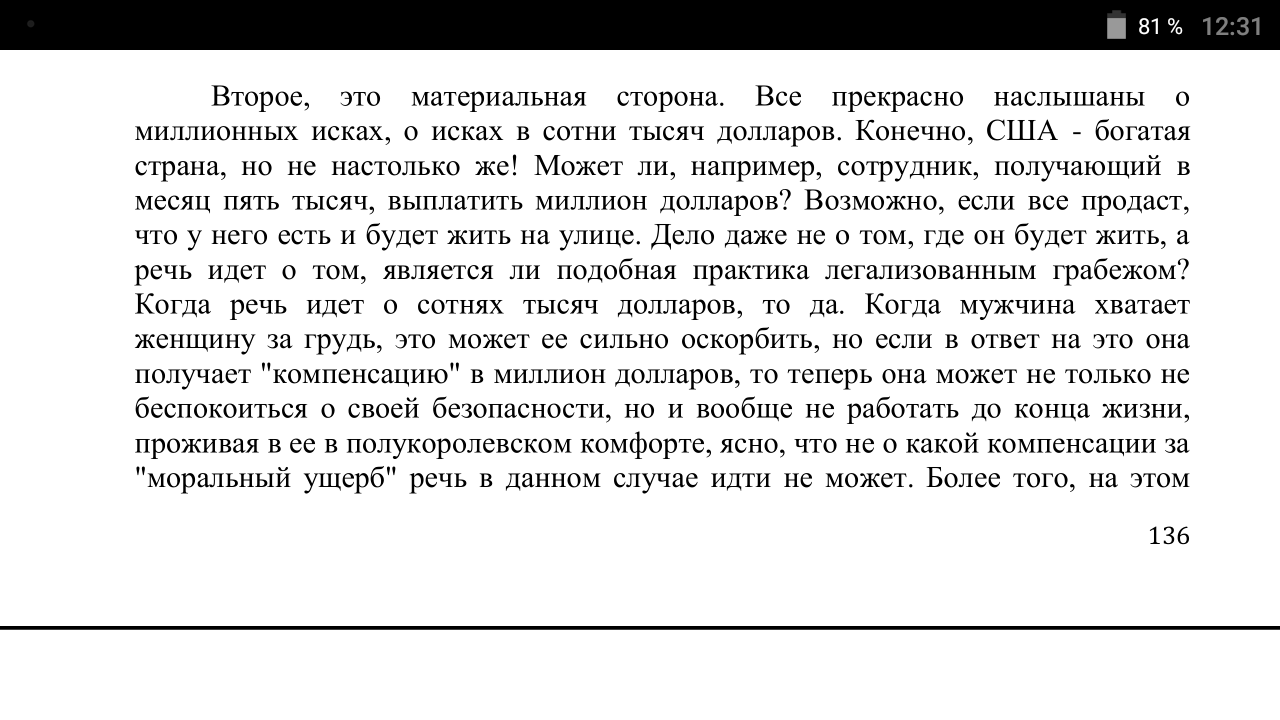 81 % 12:31
Второе, это материальная сторона. Все прекрасно наслышаны о
миллионных исках, о исках в сотни тысяч долларов. Конечно, США - богатая
страна, но не настолько же! Может ли, например, сотрудник, получающий в
месяц пять тысяч, выплатить миллион долларов? Возможно, если все продаст,
что у него есть и будет жить на улице. Дело даже не о том, где он будет жить, а
речь идет о том, является ли подобная практика легализованным грабежом?
Когда речь идет о сотнях тысяч долларов, то да. Когда мужчина хватает
женщину за грудь, это может ее сильно оскорбить, но если в ответ на это она
получает "компенсацию" в миллион долларов, то теперь она может не только не
беспокоиться о своей безопасности, но и вообще не работать до конца жизни,
проживая в ее в полукоролевском комфорте, ясно, что не о какой компенсации за
"моральный ущерб" речь в данном случае идти не может. Более того, на этом
136